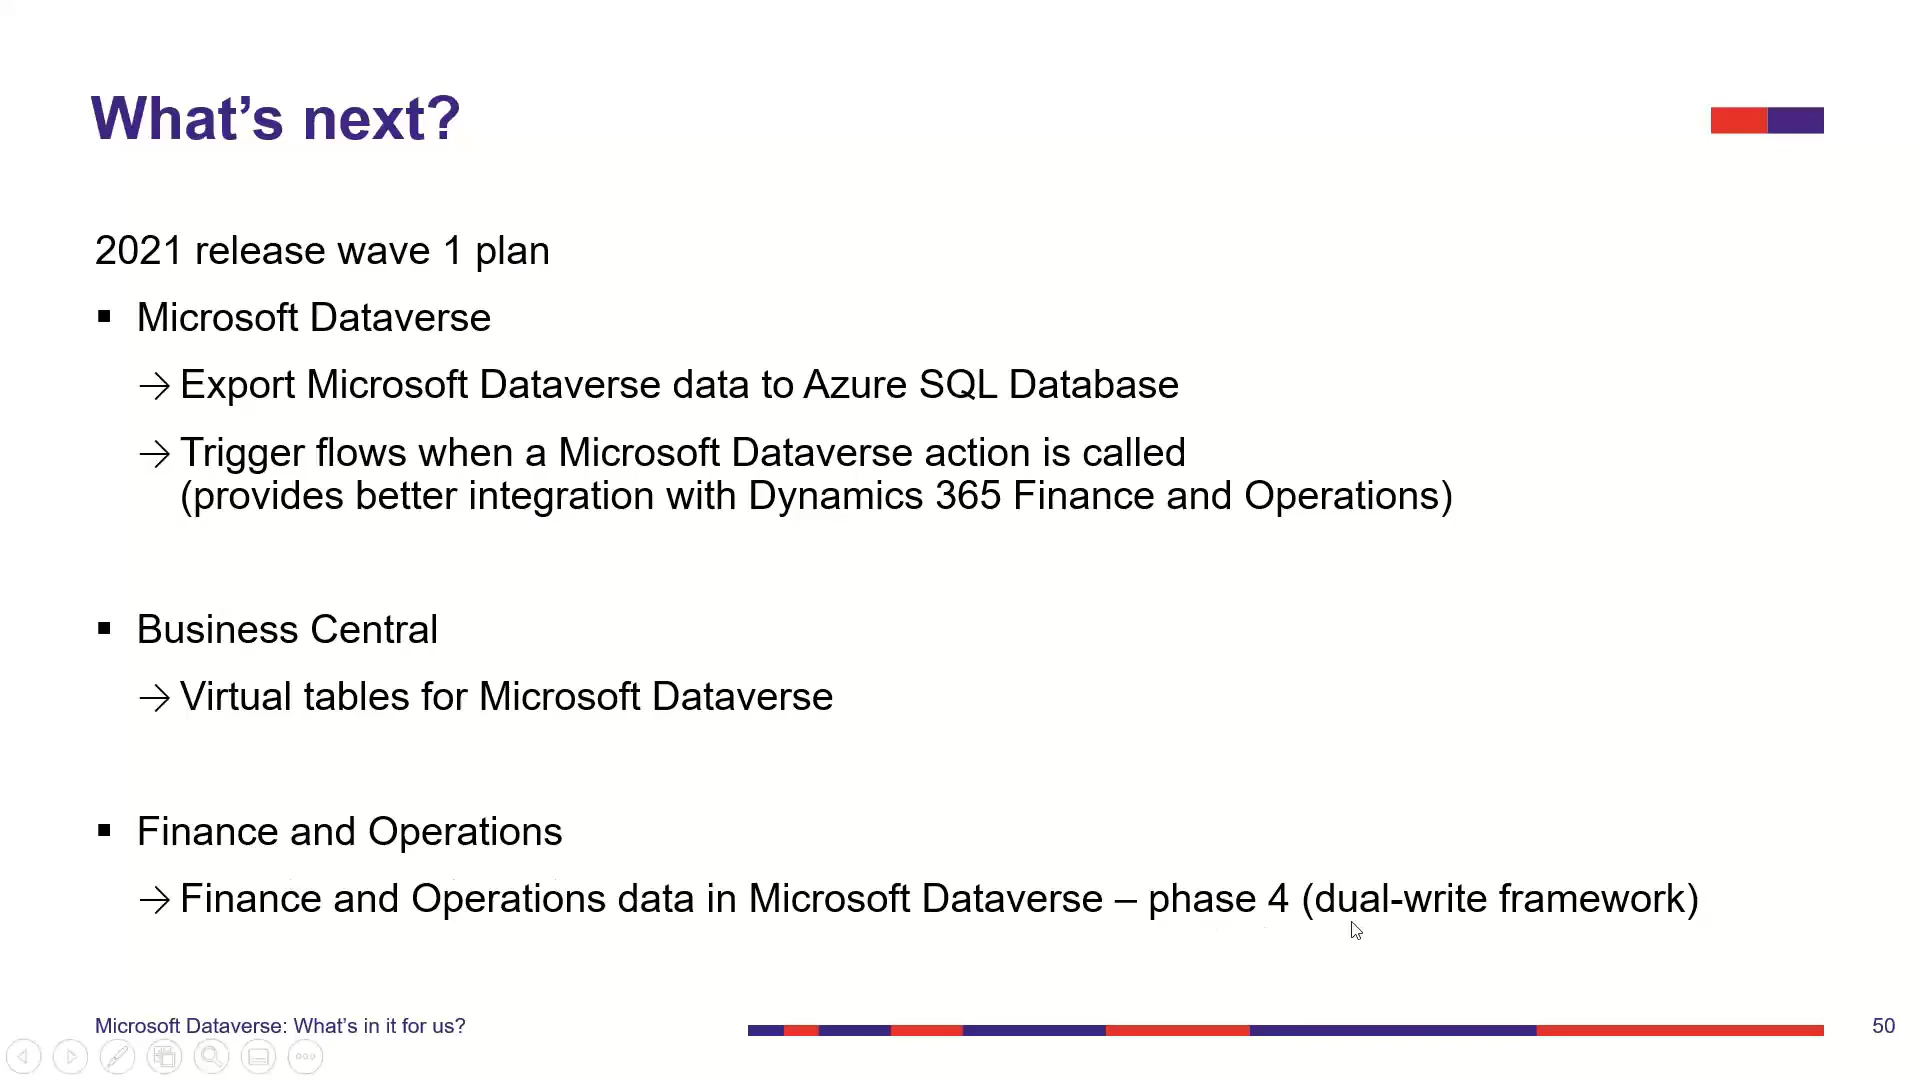 What’s next?
2021 release wave 1 plan
▪ Microsoft Dataverse
→ Export Microsoft Dataverse data to Azure SQL Database
→ Trigger flows when a Microsoft Dataverse action is called
(provides better integration with Dynamics 365 Finance and Operations)
▪ Business Central
→ Virtual tables for Microsoft Dataverse
▪ Finance and Operations
→ Finance and Operations data in Microsoft Dataverse – phase 4 (dual-write framework)
Microsoft Dataverse: What’s in it for us?
50